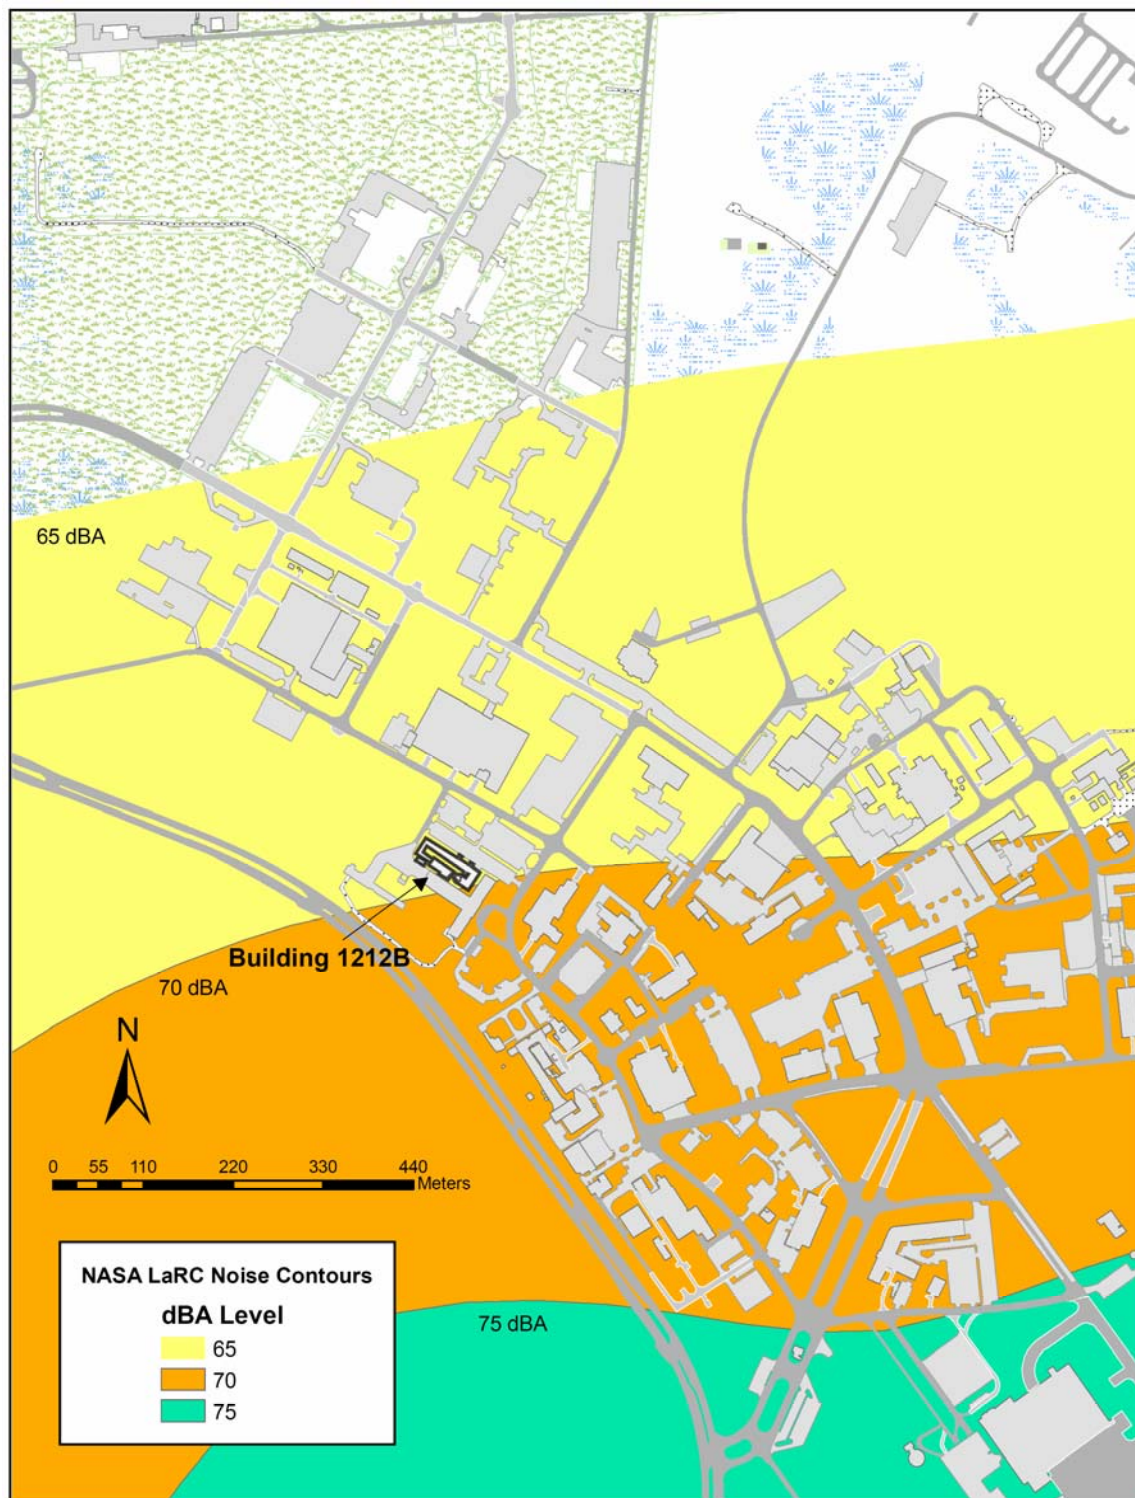 65 dBA
Building 1212B
70 dBA
N
0 55 110 220 330 440
Meters
NASA LaRC Noise Contours
dBA Level
65
70
75
75 dBA